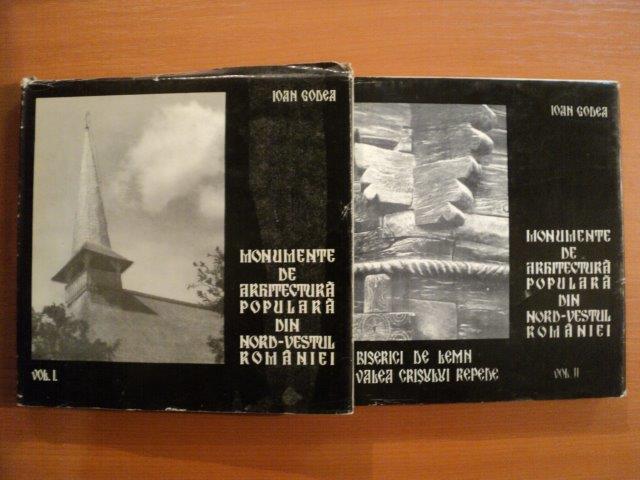 IOAN GODEA
MONUMENTE
DE
ARHITECTURĂ
POPULARĂ
DIN
NORD-VESTUL
ROMÂNIEI
VOL. I.
IOAN GODEA
MONUMENTE
DE
ARHITECTURĂ
POPULARĂ
DIN
NORD-VESTUL
ROMÂNIEI
BISERICI DE LEMN
VALEA CRIȘULUI REPEDE
VOL. II